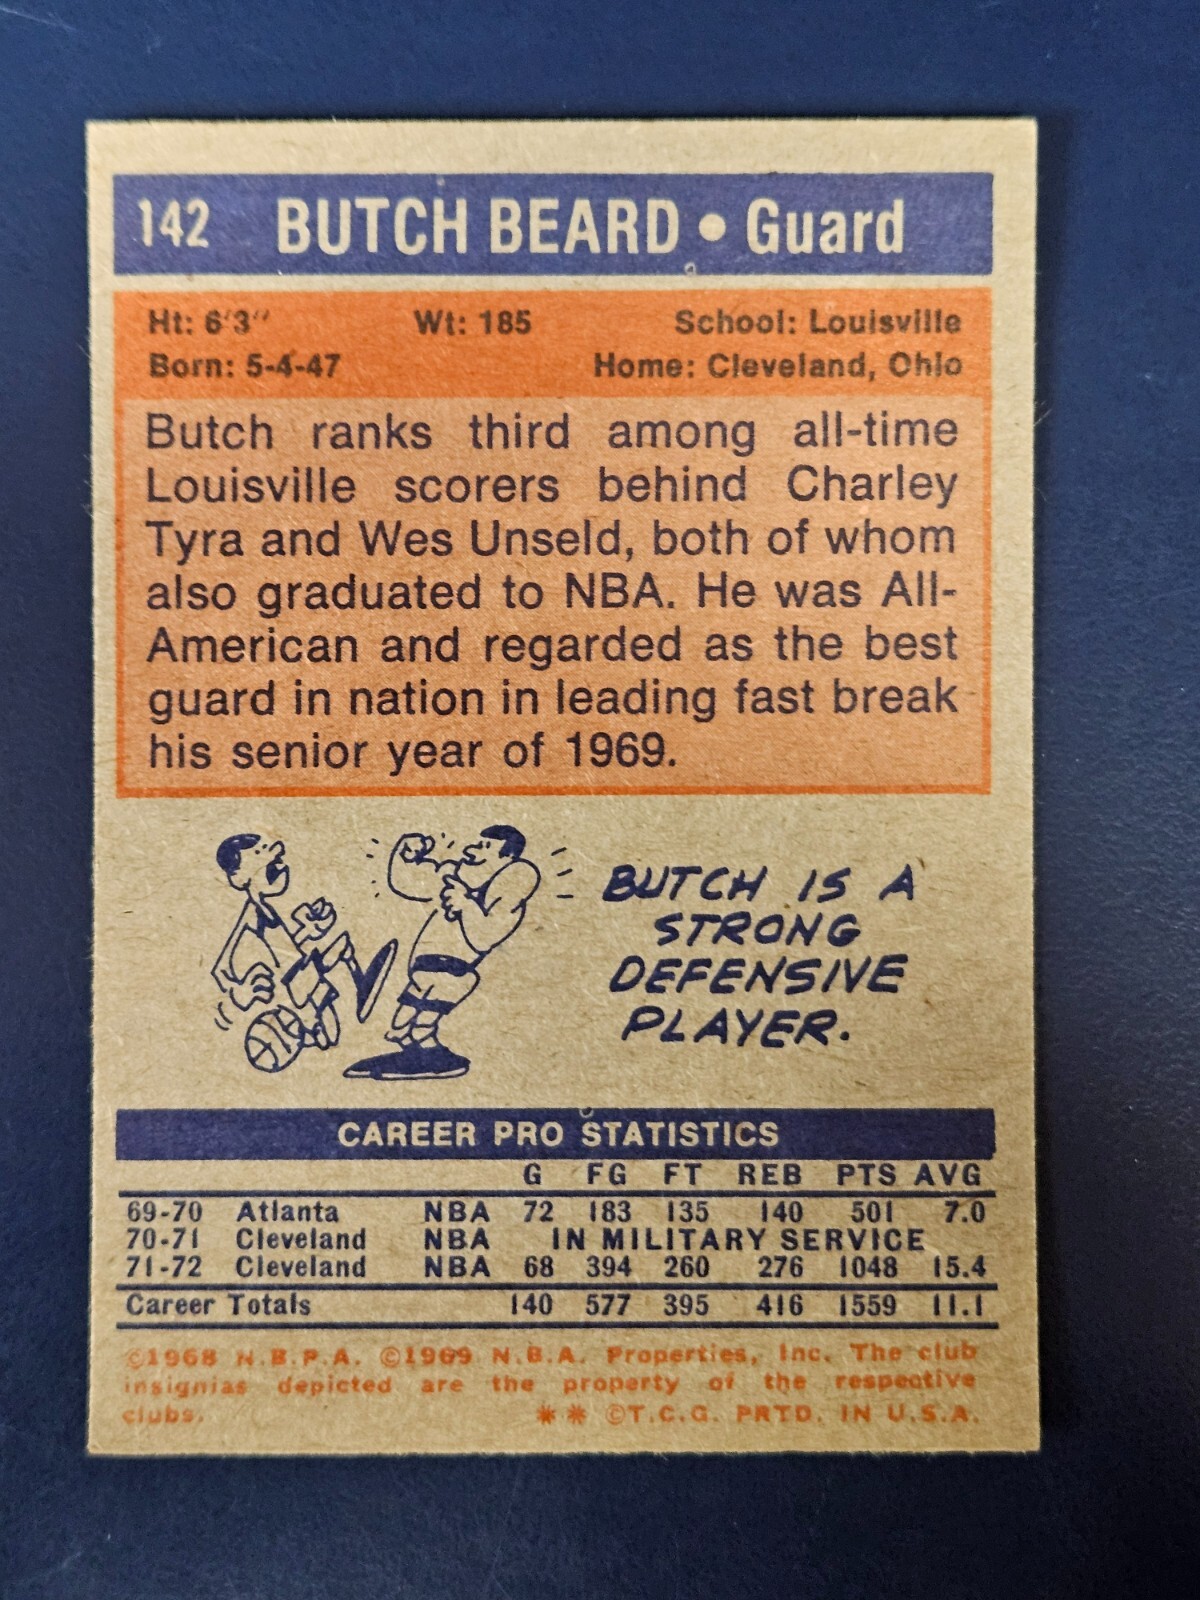 142 BUTCH BEARD • Guard
Ht: 6'3" Wt: 185 School: Louisville
Born: 5-4-47 Home: Cleveland, Ohio
Butch ranks third among all-time
Louisville scorers behind Charley
Tyra and Wes Unseld, both of whom
also graduated to NBA. He was All-
American and regarded as the best
guard in nation in leading fast break
his senior year of 1969.
BUTCH IS A
STRONG
DEFENSIVE
PLAYER.
CAREER PRO STATISTICS
G FG FT REB PTS AVG
69-70 Atlanta NBA 72 183 135 140 501 7.0
70-71 Cleveland NBA IN MILITARY SERVICE
71-72 Cleveland NBA 68 394 260 276 1048 15.4
Career Totals 140 577 395 416 1559 11.1
©1968 N.B.P.A. ©1969 N.B.A. Properties, Inc. The club
insignias depicted are the property of the respective
clubs. ** ©T.C.G. PRTD. IN U.S.A.